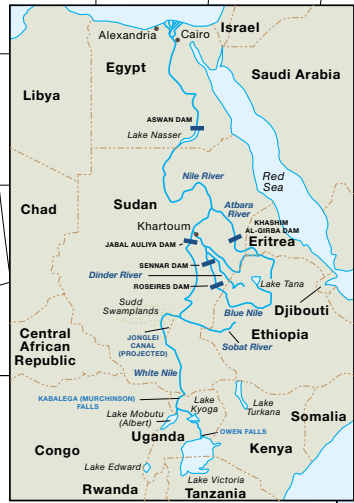 Israel
Alexandria
Cairo
Egypt
Saudi Arabia
Libya
ASWAN DAM
Lake Nasser
Nile River
Red
Sea
Chad
Sudan
Atbara
River
KHASHIM
AL-GIRBA DAM
Khartoum
Eritrea
JABAL AULIYA DAM
SENNAR DAM
Dinder River
ROSEIRES DAM
Lake Tana
Sudd
Swamplands
Blue Nile
Djibouti
Central
African
Republic
JONGLEI
CANAL
(PROJECTED)
Ethiopia
Sobat River
White Nile
KABALEGA (MURCHINSON)
FALLS
Lake
Kyoga
Lake
Turkana
Lake Mobutu
(Albert)
Somalia
Uganda
OWEN FALLS
Congo
Kenya
Lake Edward
Lake Victoria
Rwanda
Tanzania